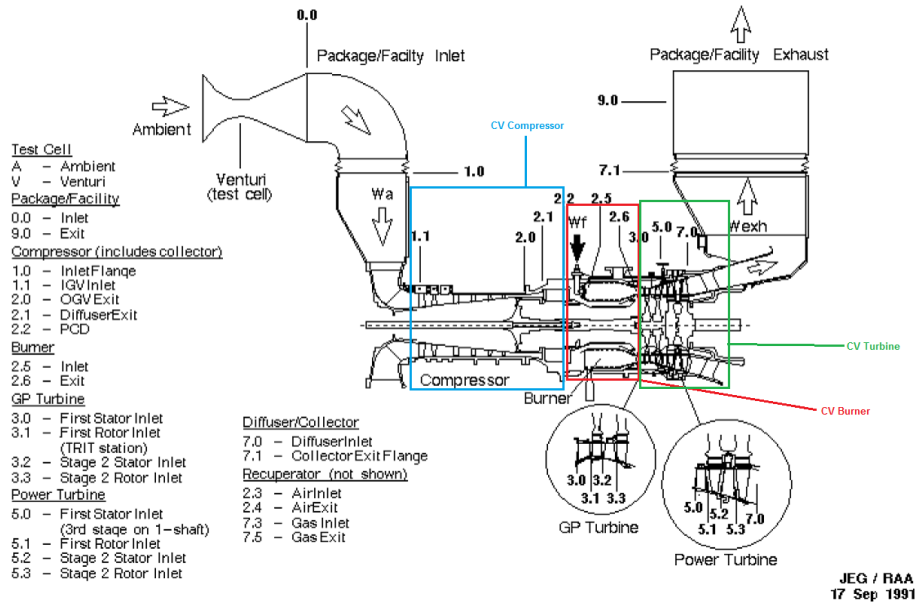 0.0
Package/Facilty Inlet
Package/Facility Exhaust
9.0
Ambient
CV Compressor
Test Cell
A – Ambient
V – Venturi
Package/Facility
0.0 – Inlet
9.0 – Exit
Compressor (includes collector)
1.0 – Inlet Flange
1.1 – IGV Inlet
2.0 – OGV Exit
2.1 – Diffuser Exit
2.2 – PCD
Burner
2.5 – Inlet
2.6 – Exit
GP Turbine
3.0 – First Stator Inlet
3.1 – First Rotor Inlet
(TRIT station)
3.2 – Stage 2 Stator Inlet
3.3 – Stage 2 Rotor Inlet
Power Turbine
5.0 – First Stator Inlet
(3rd stage on 1-shaft)
5.1 – First Rotor Inlet
5.2 – Stage 2 Stator Inlet
5.3 – Stage 2 Rotor Inlet
Venturi
(test cell)
1.0
7.1
Wa
2.2
2.5
2.1
2.6
Wf
1.1
2.0
3.0
5.0
7.0
Wexh
CV Turbine
Compressor
Burner
CV Burner
Diffuser/Collector
7.0 – Diffuser Inlet
7.1 – Collector Exit Flange
Recuperator (not shown)
2.3 – Air Inlet
2.4 – Air Exit
7.3 – Gas Inlet
7.5 – Gas Exit
3.0
3.2
3.1
3.3
GP Turbine
5.0
5.2
7.0
5.1
5.3
Power Turbine
JEG / RAA
17 Sep 1991